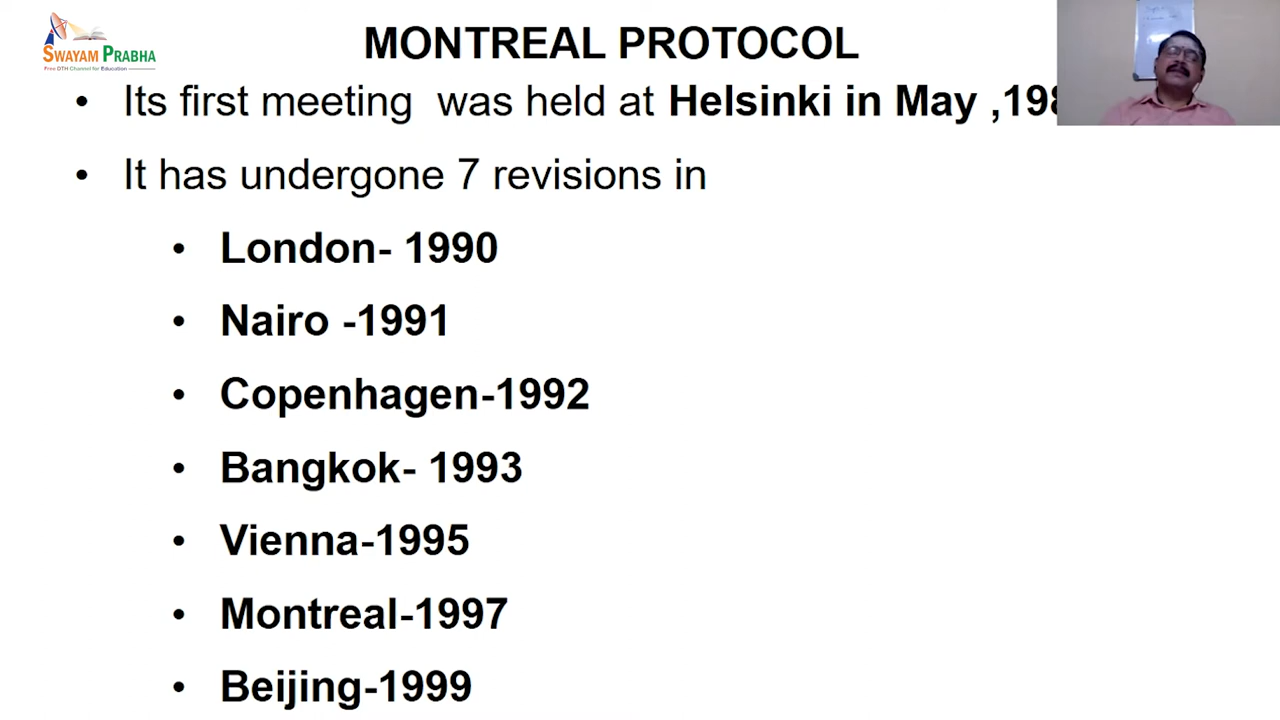 SWAYAM PRABHA
Free DTH Channel for Education
MONTREAL PROTOCOL
• Its first meeting was held at Helsinki in May ,198
• It has undergone 7 revisions in
• London- 1990
• Nairo -1991
• Copenhagen-1992
• Bangkok- 1993
• Vienna-1995
• Montreal-1997
• Beijing-1999